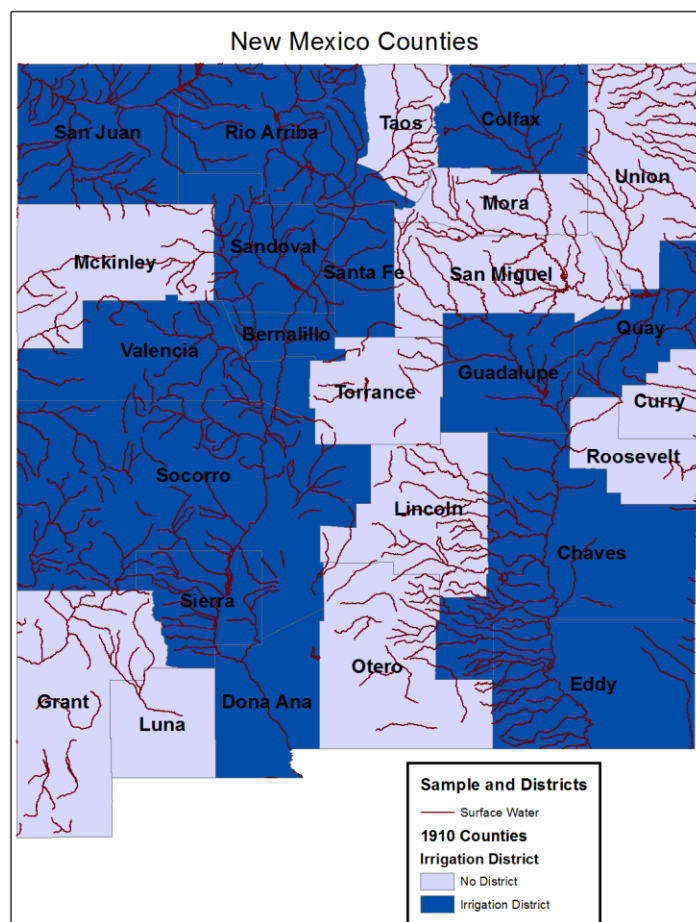 New Mexico Counties
San Juan
Rio Arriba
Taos
Colfax
Union
Mora
Mckinley
Sandoval
Santa Fe
San Miguel
Bernalillo
Quay
Valencia
Guadalupe
Torrance
Curry
Roosevelt
Socorro
Lincoln
Chaves
Sierra
Otero
Eddy
Grant
Luna
Dona Ana
Sample and Districts
Surface Water
1910 Counties
Irrigation District
No District
Irrigation District